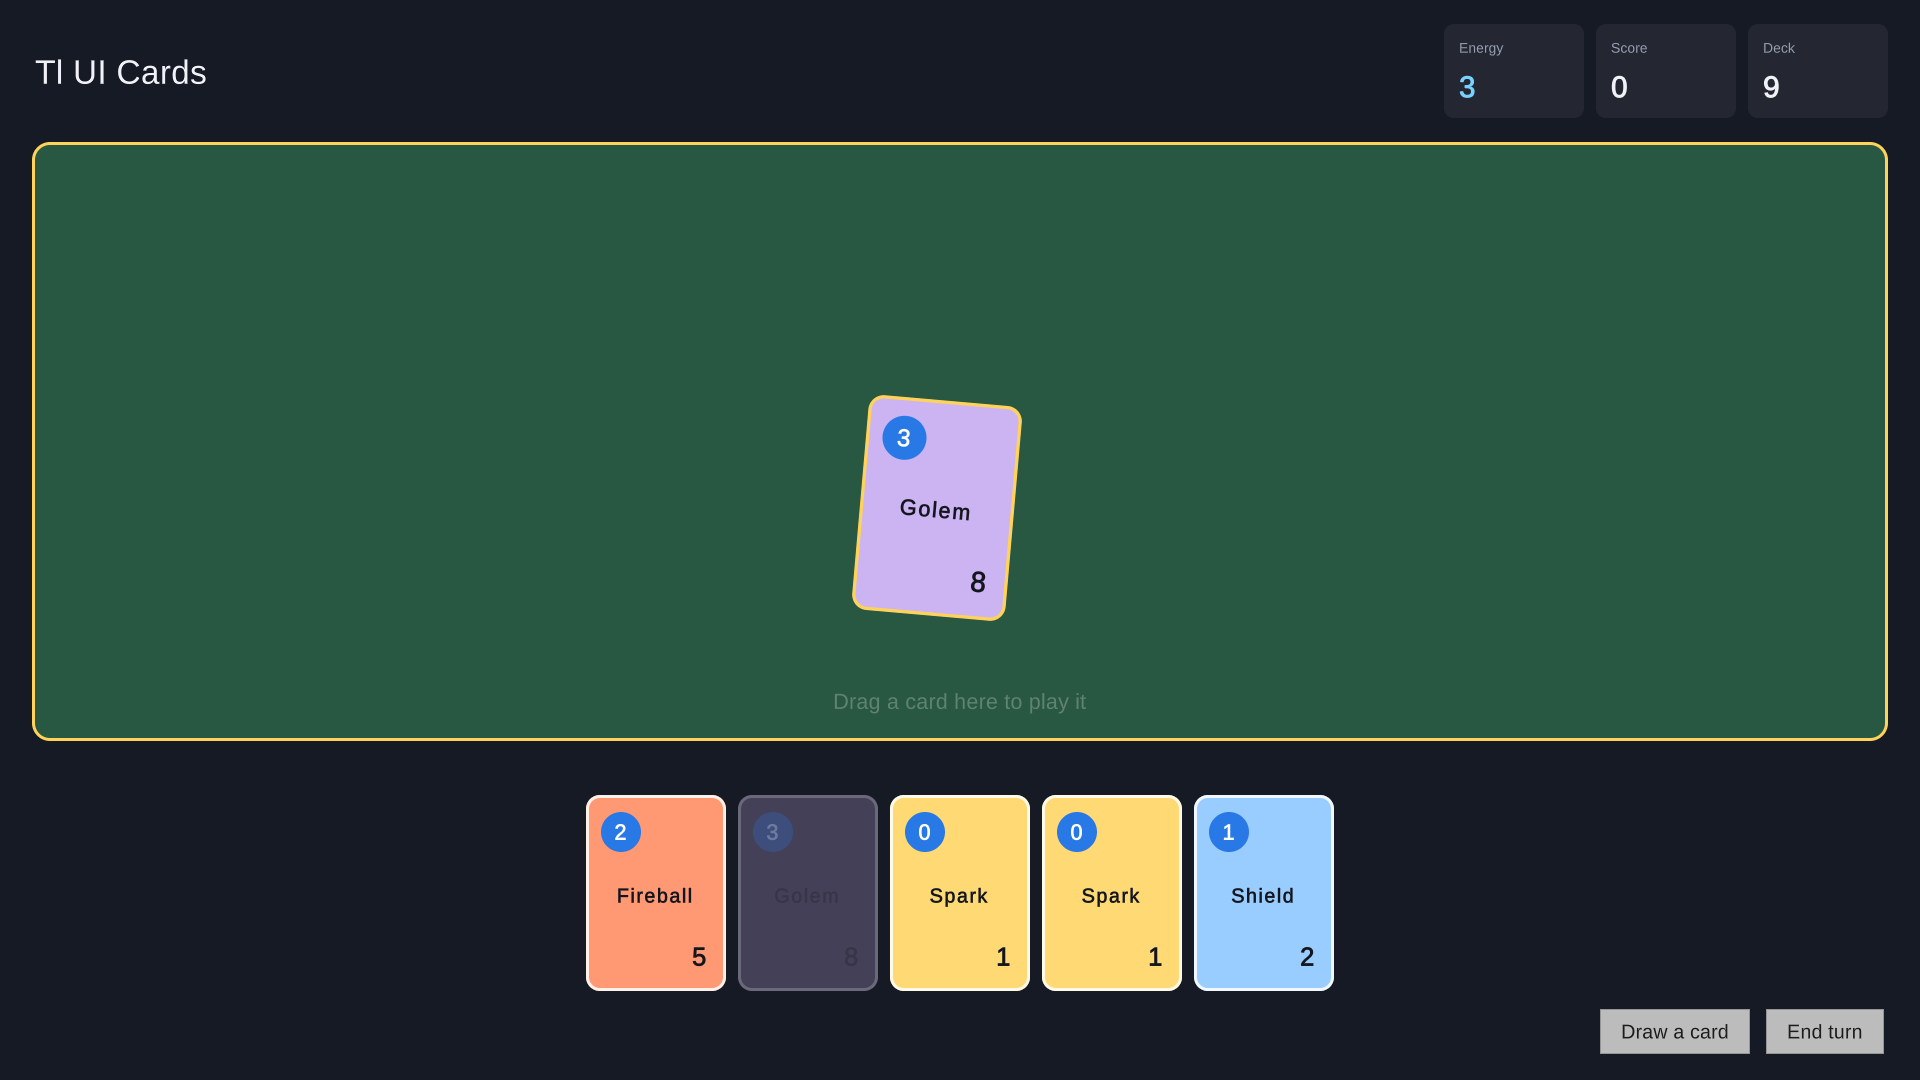 Tl UI Cards
Energy
3
Score
0
Deck
9
3
Golem
8
Drag a card here to play it
2
Fireball
5
3
Golem
8
0
Spark
1
0
Spark
1
1
Shield
2
Draw a card
End turn